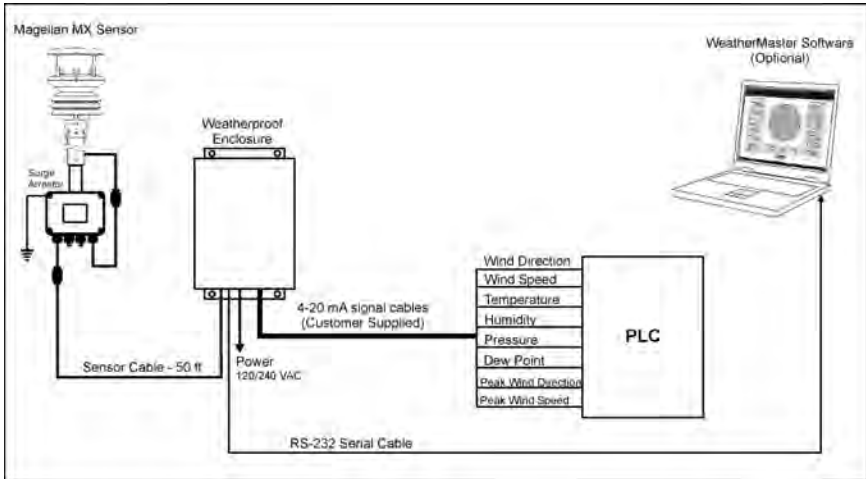 Magellan MX Sensor
WeatherMaster Software
(Optional)
Weatherproof
Enclosure
Surge
Arrestor
Wind Direction
Wind Speed
Temperature
Humidity
Pressure
Dew Point
Peak Wind Direction
Peak Wind Speed
PLC
4-20 mA signal cables
(Customer Supplied)
Power
120/240 VAC
Sensor Cable - 50 ft
RS-232 Serial Cable